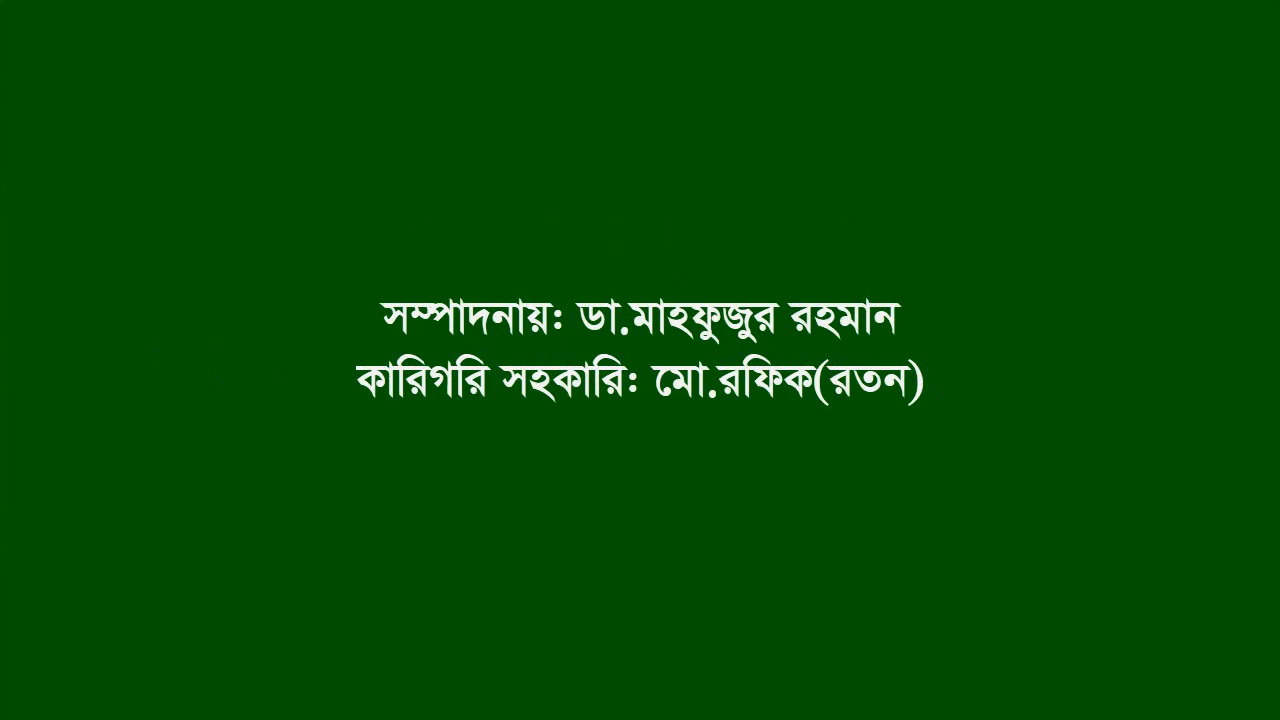 সম্পাদনায়: ডা.মাহফুজুর রহমান
কারিগরি সহকারি: মো.রফিক(রতন)